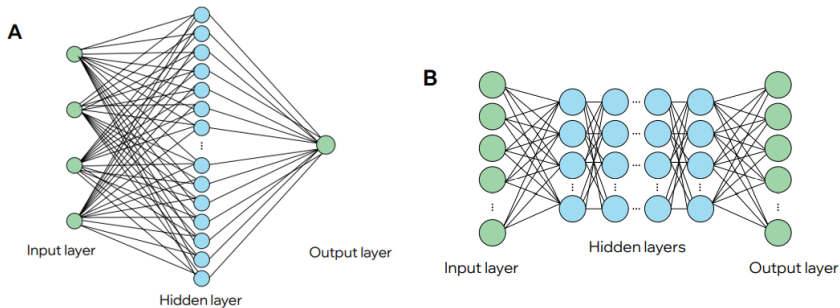 A
Input layer
Hidden layer
Output layer
B
Input layer
Hidden layers
Output layer